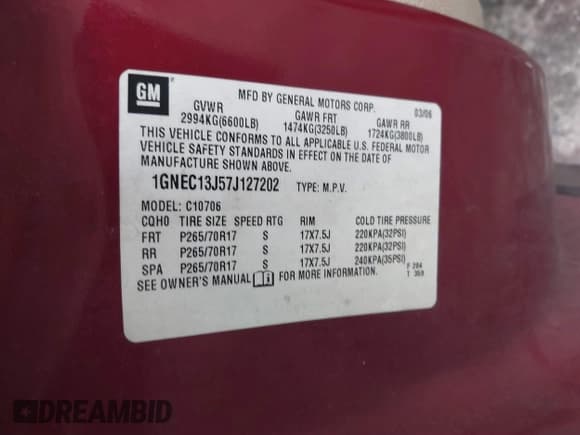 GM
MFD BY GENERAL MOTORS CORP. 03/06
GVWR GAWR FRT GAWR RR
2994KG(6600LB) 1474KG(3250LB) 1724KG(3800LB)
THIS VEHICLE CONFORMS TO ALL APPLICABLE U.S. FEDERAL MOTOR
VEHICLE SAFETY STANDARDS IN EFFECT ON THE DATE OF
MANUFACTURE SHOWN ABOVE.
1GNEC13J57J127202 TYPE: M.P.V.
MODEL: C10706
CQH0 TIRE SIZE SPEED RTG RIM COLD TIRE PRESSURE
FRT P265/70R17 S 17X7.5J 220KPA(32PSI)
RR P265/70R17 S 17X7.5J 220KPA(32PSI)
SPA P265/70R17 S 17X7.5J 240KPA(35PSI)
SEE OWNER'S MANUAL FOR MORE INFORMATION.
DREAMBID